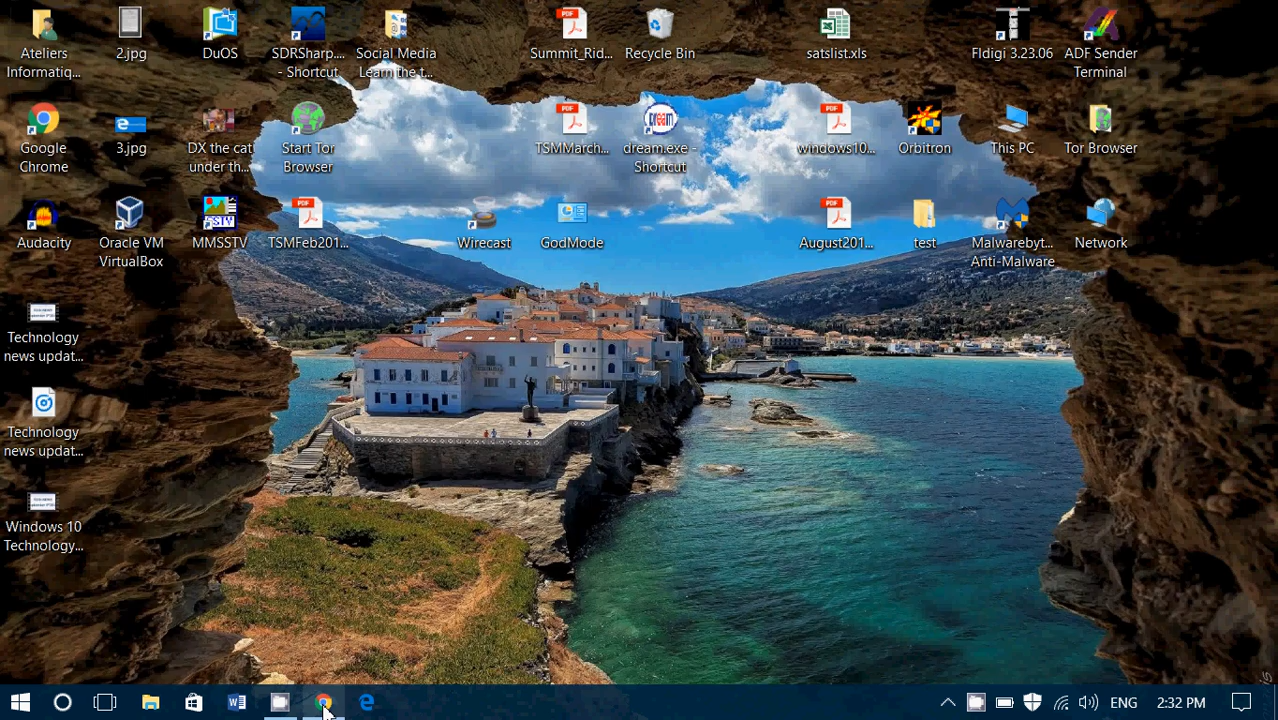 Ateliers
Informatiq...
2.jpg
DuOS
SDRSharp....
- Shortcut
Social Media
Learn the t...
Summit_Rid...
Recycle Bin
satslist.xls
Fldigi 3.23.06
ADF Sender
Terminal
Google
Chrome
3.jpg
DX the cat
under th...
Start Tor
Browser
TSMMarch...
dream.exe -
Shortcut
windows10...
Orbitron
This PC
Tor Browser
Audacity
Oracle VM
VirtualBox
MMSSTV
TSMFeb201...
Wirecast
GodMode
August201...
test
Malwarebyt...
Anti-Malware
Network
Technology
news updat...
Technology
news updat...
Windows 10
Technology...
ENG
2:32 PM